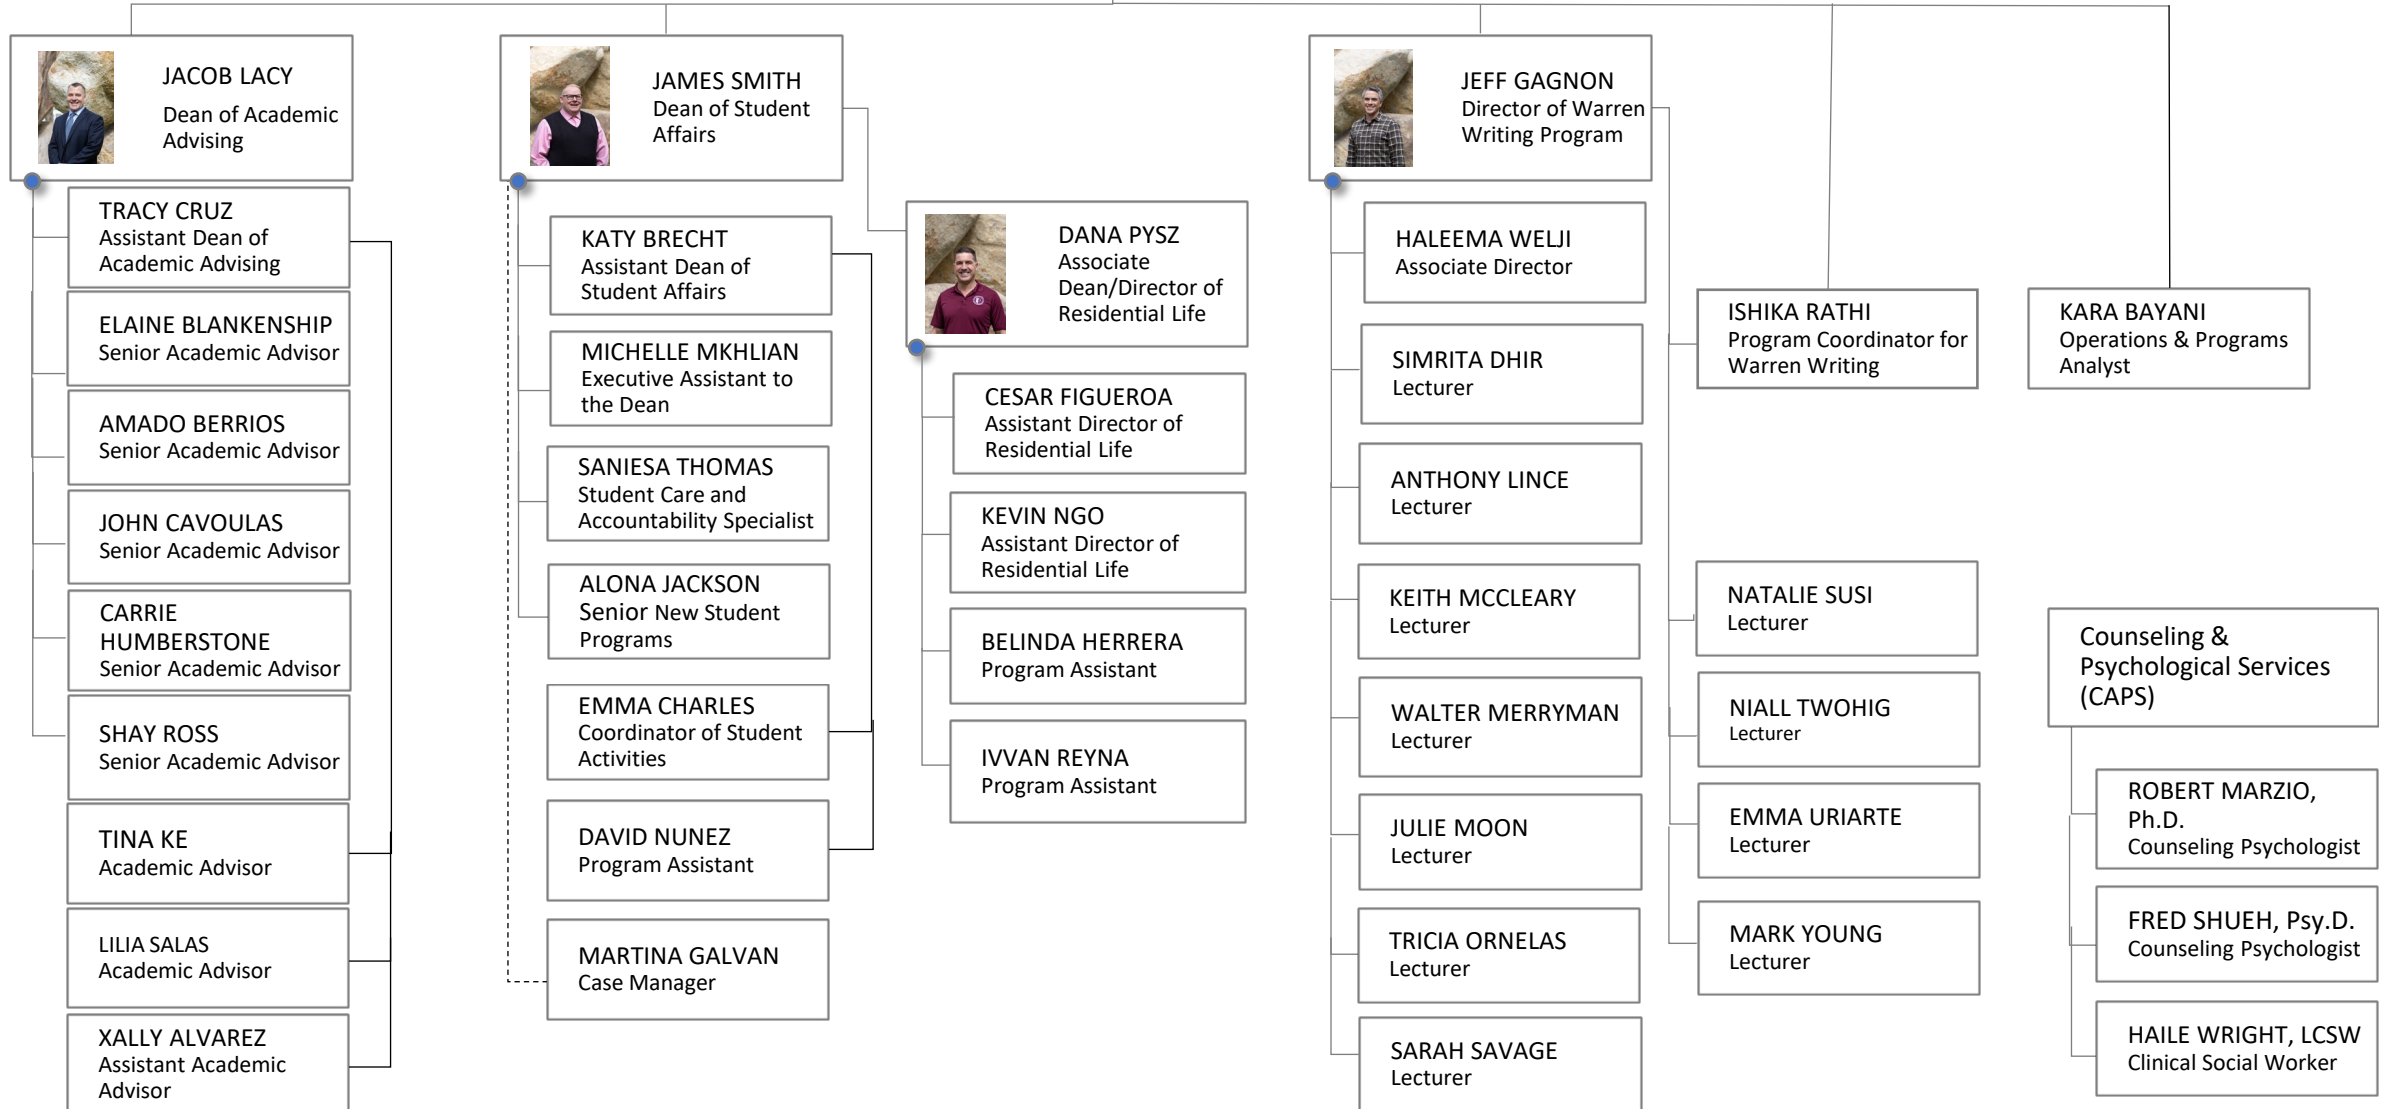 JACOB LACY
Dean of Academic
Advising
TRACY CRUZ
Assistant Dean of
Academic Advising
ELAINE BLANKENSHIP
Senior Academic Advisor
AMADO BERRIOS
Senior Academic Advisor
JOHN CAVOULAS
Senior Academic Advisor
CARRIE
HUMBERSTONE
Senior Academic Advisor
SHAY ROSS
Senior Academic Advisor
TINA KE
Academic Advisor
LILIA SALAS
Academic Advisor
XALLY ALVAREZ
Assistant Academic
Advisor
JAMES SMITH
Dean of Student
Affairs
KATY BRECHT
Assistant Dean of
Student Affairs
MICHELLE MKHLIAN
Executive Assistant to
the Dean
SANIESA THOMAS
Student Care and
Accountability Specialist
ALONA JACKSON
Senior New Student
Programs
EMMA CHARLES
Coordinator of Student
Activities
DAVID NUNEZ
Program Assistant
MARTINA GALVAN
Case Manager
DANA PYSZ
Associate
Dean/Director of
Residential Life
CESAR FIGUEROA
Assistant Director of
Residential Life
KEVIN NGO
Assistant Director of
Residential Life
BELINDA HERRERA
Program Assistant
IVVAN REYNA
Program Assistant
JEFF GAGNON
Director of Warren
Writing Program
HALEEMA WELJI
Associate Director
SIMRITA DHIR
Lecturer
ANTHONY LINCE
Lecturer
KEITH MCCLEARY
Lecturer
WALTER MERRYMAN
Lecturer
JULIE MOON
Lecturer
TRICIA ORNELAS
Lecturer
SARAH SAVAGE
Lecturer
ISHIKA RATHI
Program Coordinator for
Warren Writing
NATALIE SUSI
Lecturer
NIALL TWOHIG
Lecturer
EMMA URIARTE
Lecturer
MARK YOUNG
Lecturer
KARA BAYANI
Operations & Programs
Analyst
Counseling &
Psychological Services
(CAPS)
ROBERT MARZIO,
Ph.D.
Counseling Psychologist
FRED SHUEH, Psy.D.
Counseling Psychologist
HAILE WRIGHT, LCSW
Clinical Social Worker